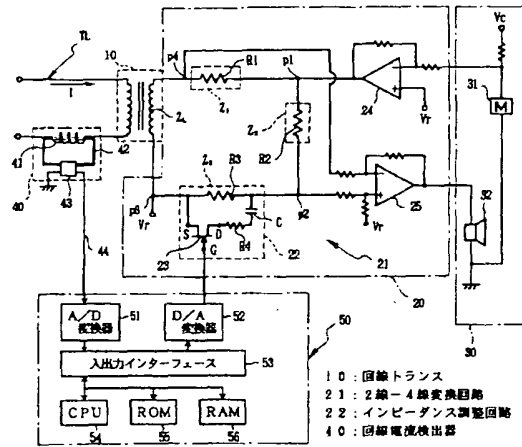 TL
10
I
p4
R1
p1
Z1
ZL
24
Vr
Vc
31
M
Z2
R2
41
42
43
40
44
p6
Vr
Z3
R3
p2
C
S
D
23
G
R4
22
25
Vr
32
21
20
30
A/D
変換器
51
D/A
変換器
52
50
入出力インターフェース
53
CPU
ROM
RAM
54
55
56
10:回線トランス
21:2線-4線変換回路
22:インピーダンス調整回路
40:回線電流検出器